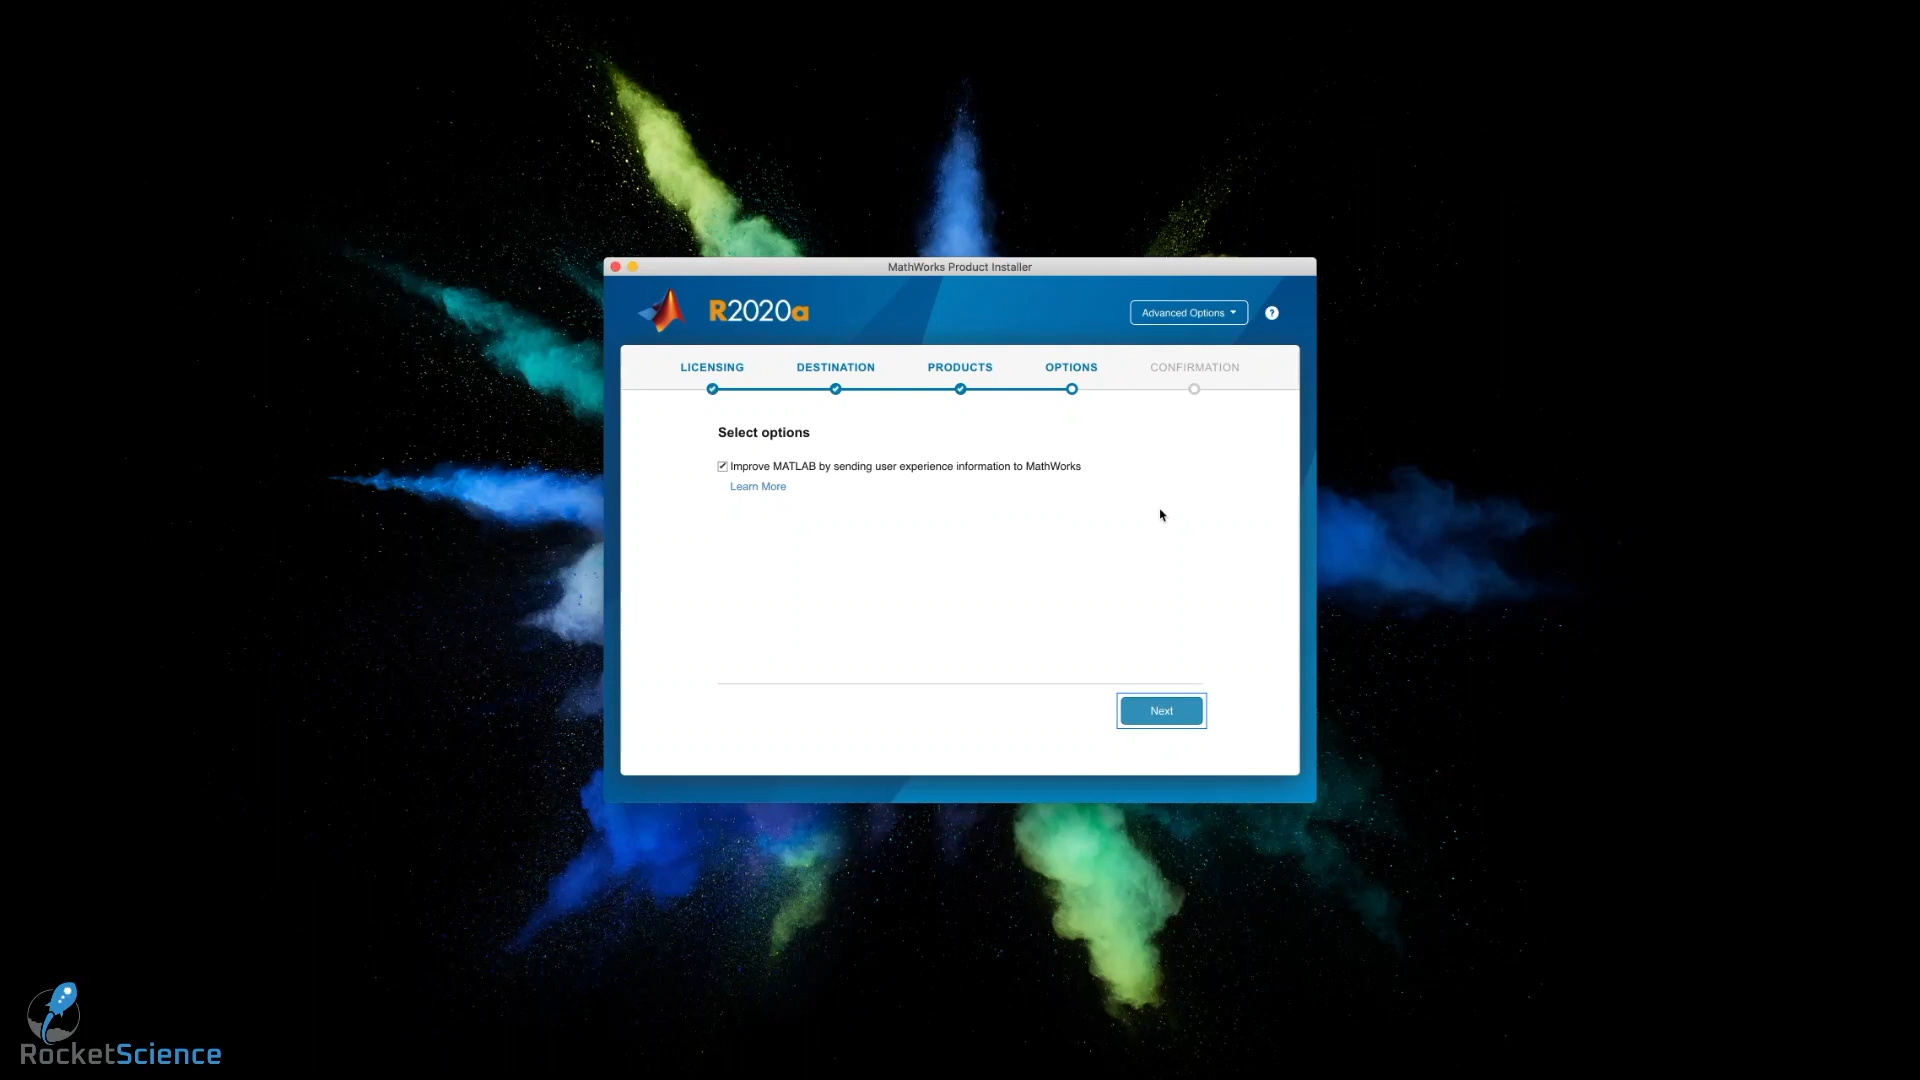 MathWorks Product Installer
R2020a
Advanced Options
?
LICENSING DESTINATION PRODUCTS OPTIONS CONFIRMATION
Select options
Improve MATLAB by sending user experience information to MathWorks
Learn More
Next
RocketScience